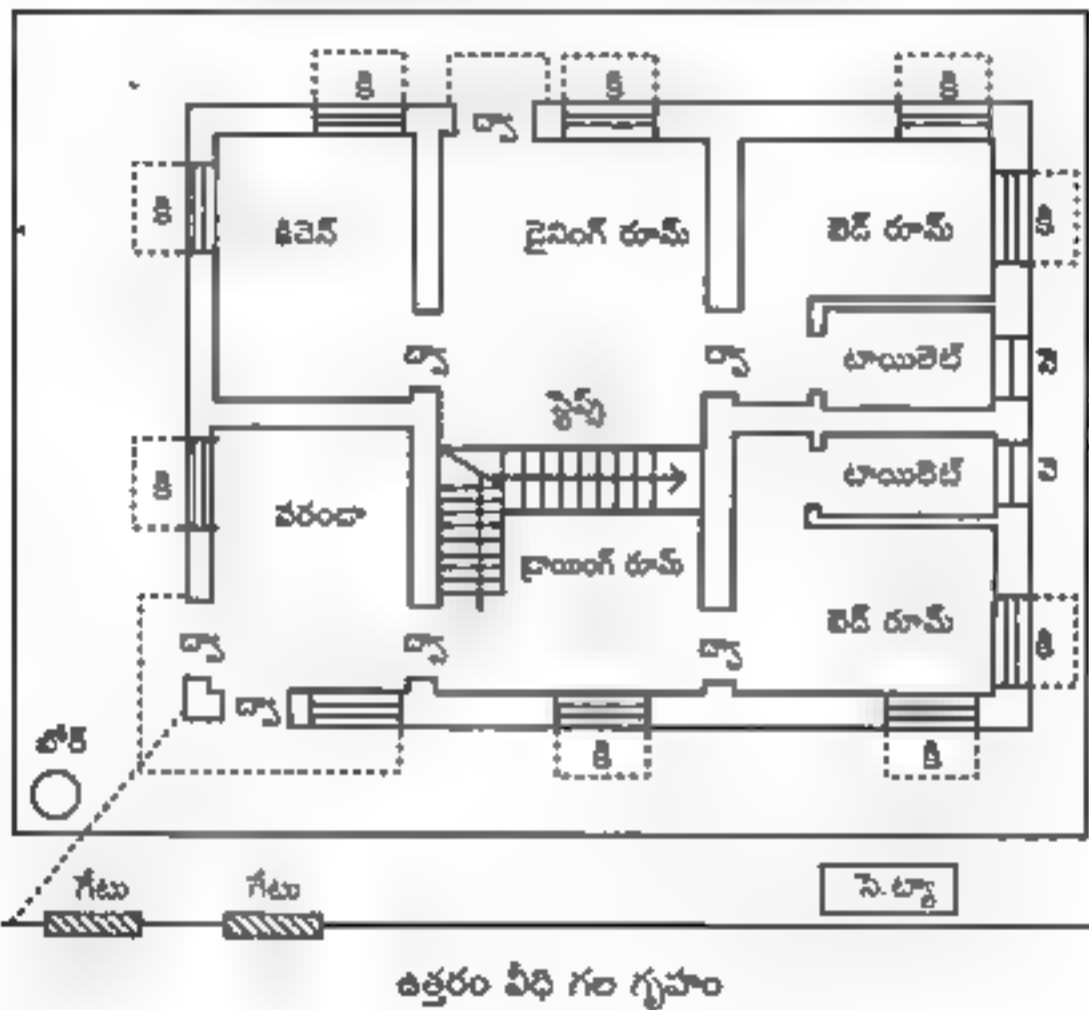 కి కి కి
ద్వా
కి
కిచెన్ డైనింగ్ రూమ్ బెడ్ రూమ్
కి
ద్వా ద్వా
టాయిలెట్
స్టెప్స్
కి
వరండా
టాయిలెట్
డ్రాయింగ్ రూమ్
బెడ్ రూమ్
కి
ద్వా ద్వా ద్వా
ద్వా
బోర్
కి కి
గేటు గేటు
సె.ట్యా
ఉత్తరం వీధి గల గృహం